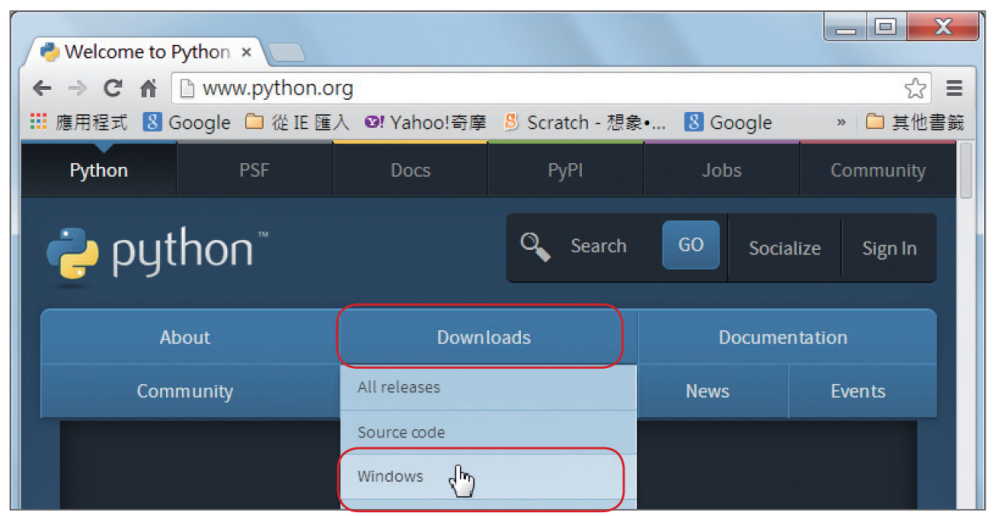 Welcome to Python
www.python.org
應用程式 Google 從 IE 匯入 Yahoo!奇摩 Scratch - 想象•... Google » 其他書籤
Python PSF Docs PyPI Jobs Community
python™ Search GO Socialize Sign In
About Downloads Documentation
Community News Events
All releases
Source code
Windows